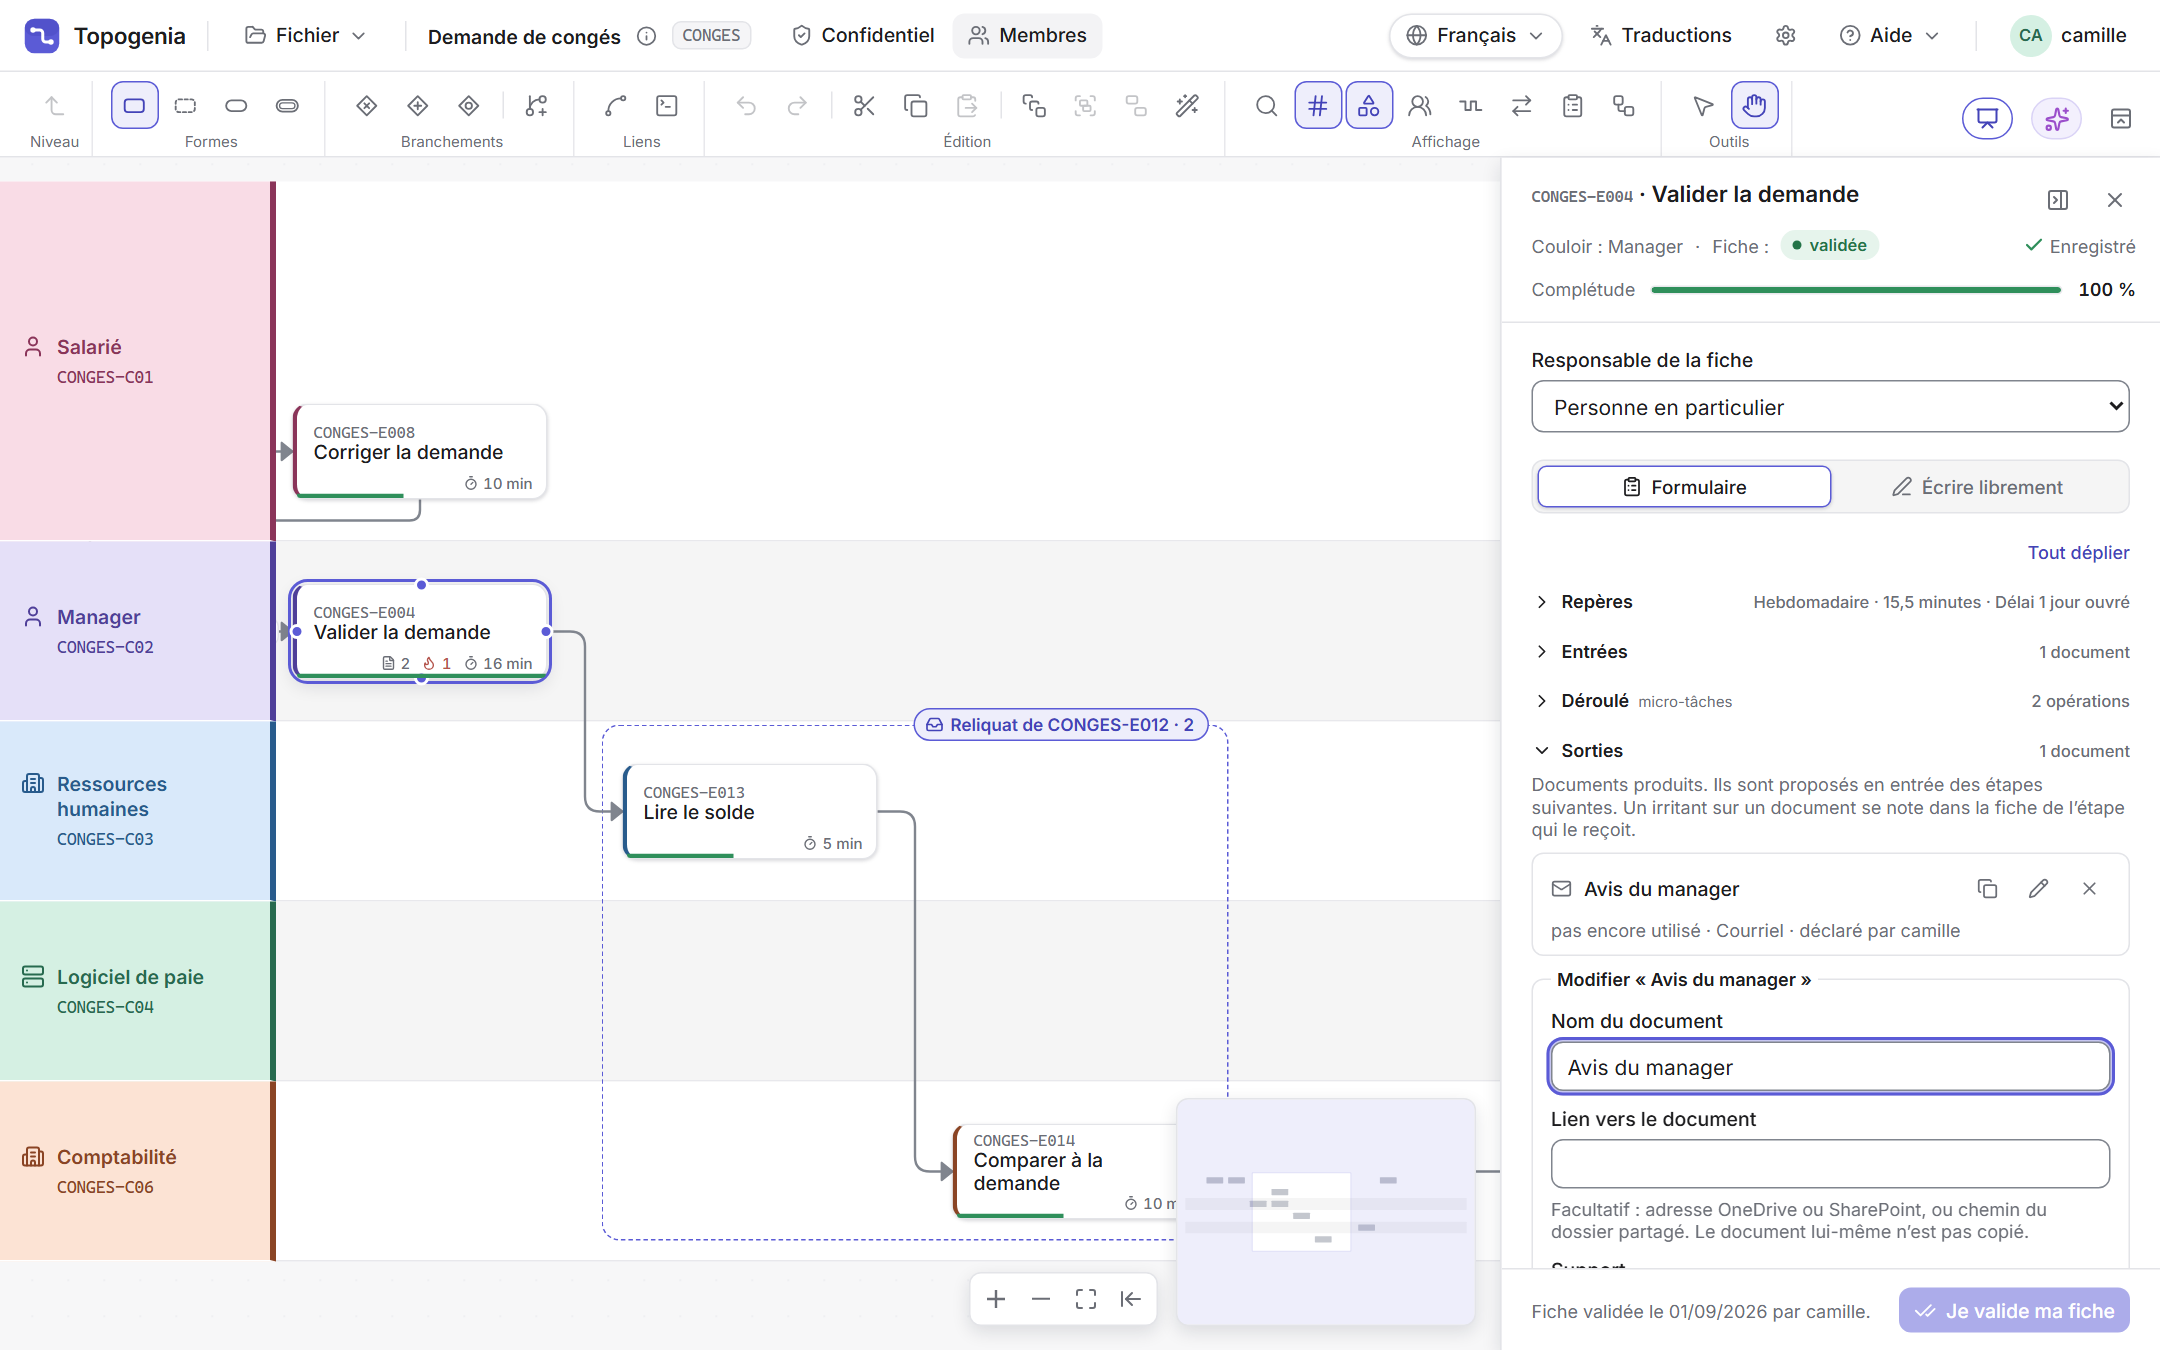 Topogenia
Fichier
Demande de congés
CONGES
Confidentiel
Membres
Français
Traductions
Aide
CA
camille
Niveau
Formes
Branchements
Liens
Édition
Affichage
Outils
Salarié
CONGES-C01
CONGES-E008
Corriger la demande
10 min
Manager
CONGES-C02
CONGES-E004
Valider la demande
2 1 16 min
Reliquat de CONGES-E012 · 2
Ressources
humaines
CONGES-C03
CONGES-E013
Lire le solde
5 min
Logiciel de paie
CONGES-C04
Comptabilité
CONGES-C06
CONGES-E014
Comparer à la
demande
10 m
CONGES-E004 · Valider la demande
Couloir : Manager · Fiche : validée
Enregistré
Complétude
100 %
Responsable de la fiche
Personne en particulier
Formulaire
Écrire librement
Tout déplier
Repères
Hebdomadaire · 15,5 minutes · Délai 1 jour ouvré
Entrées
1 document
Déroulé micro-tâches
2 opérations
Sorties
1 document
Documents produits. Ils sont proposés en entrée des étapes
suivantes. Un irritant sur un document se note dans la fiche de l’étape
qui le reçoit.
Avis du manager
pas encore utilisé · Courriel · déclaré par camille
Modifier « Avis du manager »
Nom du document
Avis du manager
Lien vers le document
Facultatif : adresse OneDrive ou SharePoint, ou chemin du
dossier partagé. Le document lui-même n’est pas copié.
Fiche validée le 01/09/2026 par camille.
Je valide ma fiche